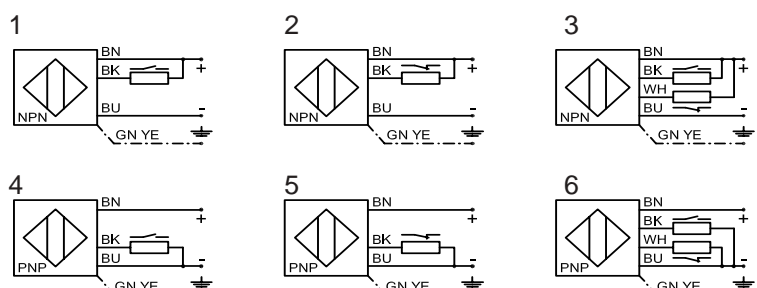 1
BN
BK
+
BU
-
NPN
GN YE
2
BN
BK
+
BU
-
NPN
GN YE
3
BN
BK
+
WH
BU
-
NPN
GN YE
4
BN
+
BK
BU
-
PNP
GN YE
5
BN
+
BK
BU
-
PNP
GN YE
6
BN
BK
+
WH
BU
-
PNP
GN YE